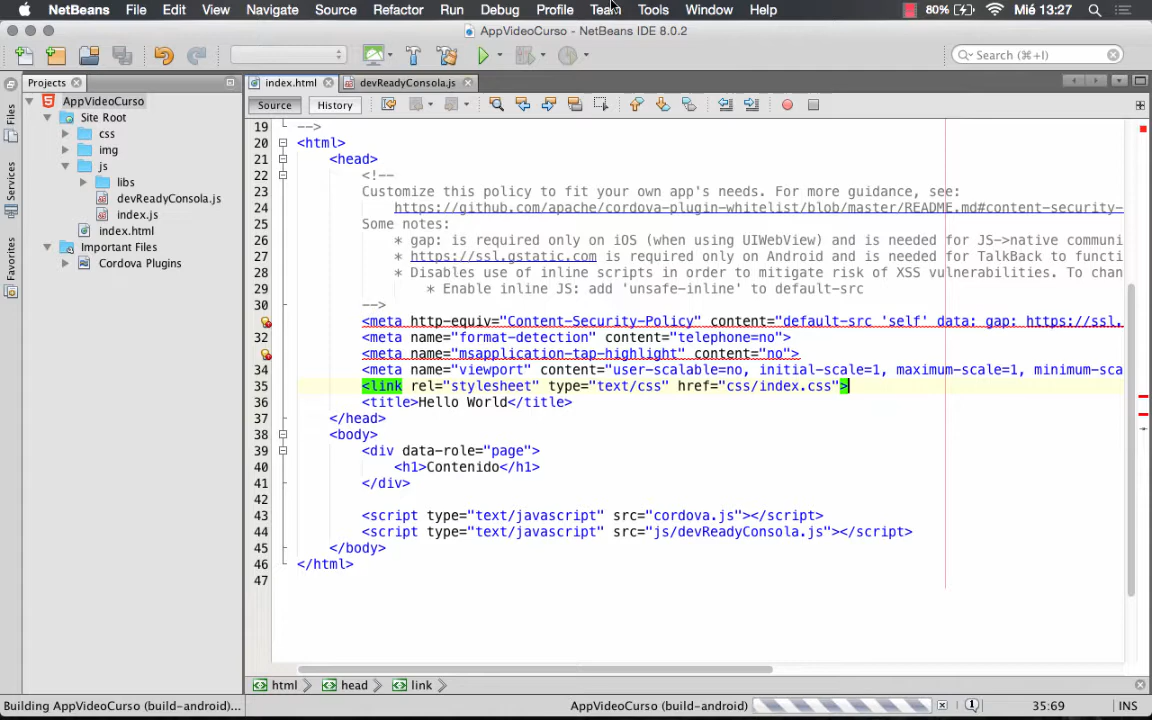 NetBeans File Edit View Navigate Source Refactor Run Debug Profile Team Tools Window Help 80% Mié 13:27
AppVideoCurso - NetBeans IDE 8.0.2
Search (⌘+I)
Projects
index.html
devReadyConsola.js
Files
Services
Favorites
AppVideoCurso
Site Root
css
img
js
libs
devReadyConsola.js
index.js
index.html
Important Files
Cordova Plugins
Source History
19 -->
20 <html>
21 <head>
22 <!--
23 Customize this policy to fit your own app's needs. For more guidance, see:
24 https://github.com/apache/cordova-plugin-whitelist/blob/master/README.md#content-security-
25 Some notes:
26 * gap: is required only on iOS (when using UIWebView) and is needed for JS->native communi
27 * https://ssl.gstatic.com is required only on Android and is needed for TalkBack to functi
28 * Disables use of inline scripts in order to mitigate risk of XSS vulnerabilities. To chan
29 * Enable inline JS: add 'unsafe-inline' to default-src
30 -->
<meta http-equiv="Content-Security-Policy" content="default-src 'self' data: gap: https://ssl.
32 <meta name="format-detection" content="telephone=no">
<meta name="msapplication-tap-highlight" content="no">
34 <meta name="viewport" content="user-scalable=no, initial-scale=1, maximum-scale=1, minimum-sca
35 <link rel="stylesheet" type="text/css" href="css/index.css">
36 <title>Hello World</title>
37 </head>
38 <body>
39 <div data-role="page">
40 <h1>Contenido</h1>
41 </div>
42
43 <script type="text/javascript" src="cordova.js"></script>
44 <script type="text/javascript" src="js/devReadyConsola.js"></script>
45 </body>
46 </html>
47
html head link
Building AppVideoCurso (build-android)... AppVideoCurso (build-android) 1 35:69 INS